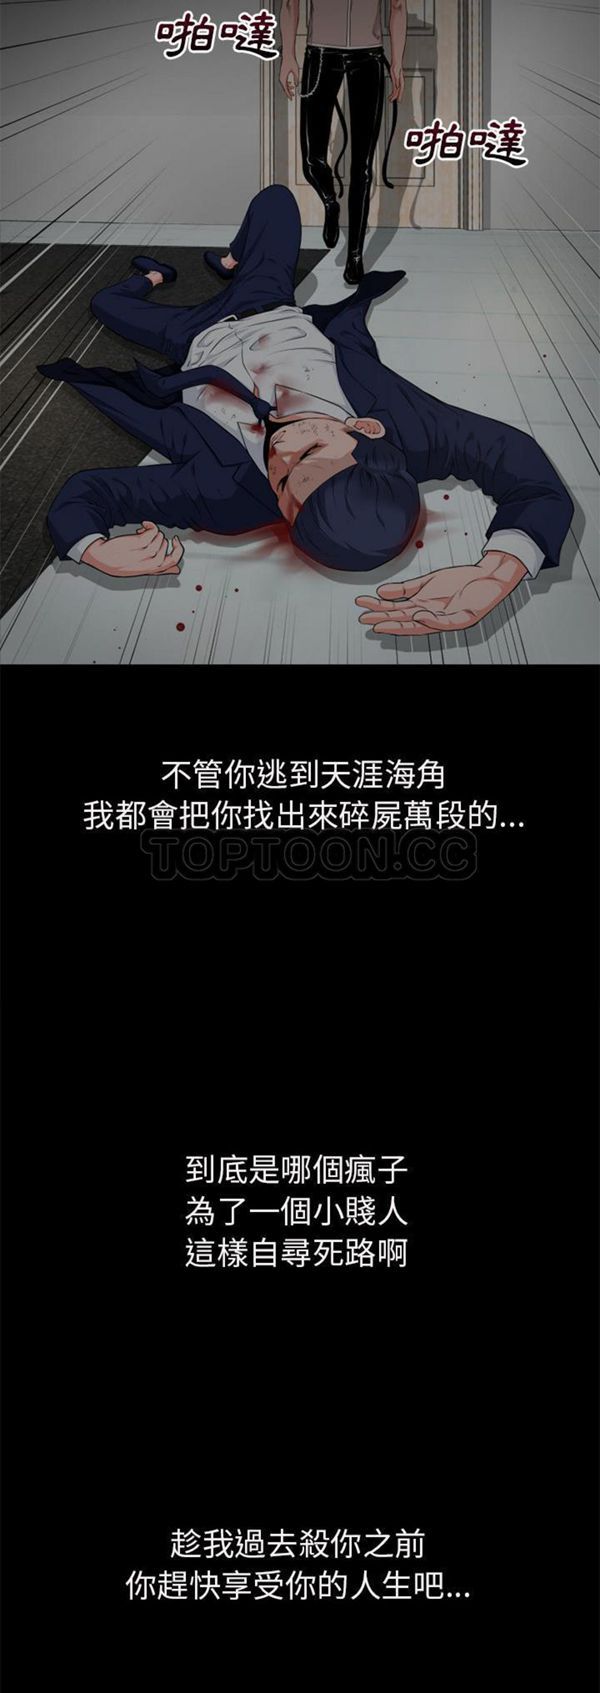 啪噠
啪噠
不管你逃到天涯海角
我都會把你找出來碎屍萬段的...
TOPTOON.CC
到底是哪個瘋子
為了一個小賤人
這樣自尋死路啊
趁我過去殺你之前
你趕快享受你的人生吧...